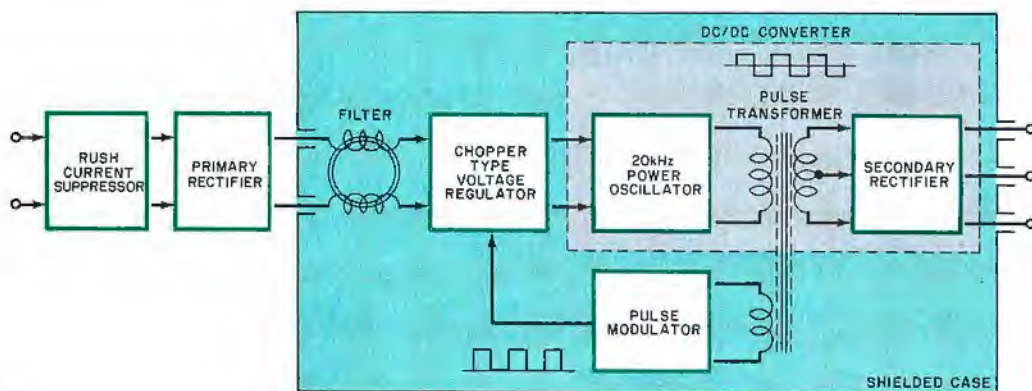 DC/DC CONVERTER
FILTER
PULSE
TRANSFORMER
RUSH
CURRENT
SUPPRESSOR
PRIMARY
RECTIFIER
CHOPPER
TYPE
VOLTAGE
REGULATOR
20kHz
POWER
OSCILLATOR
SECONDARY
RECTIFIER
PULSE
MODULATOR
SHIELDED CASE